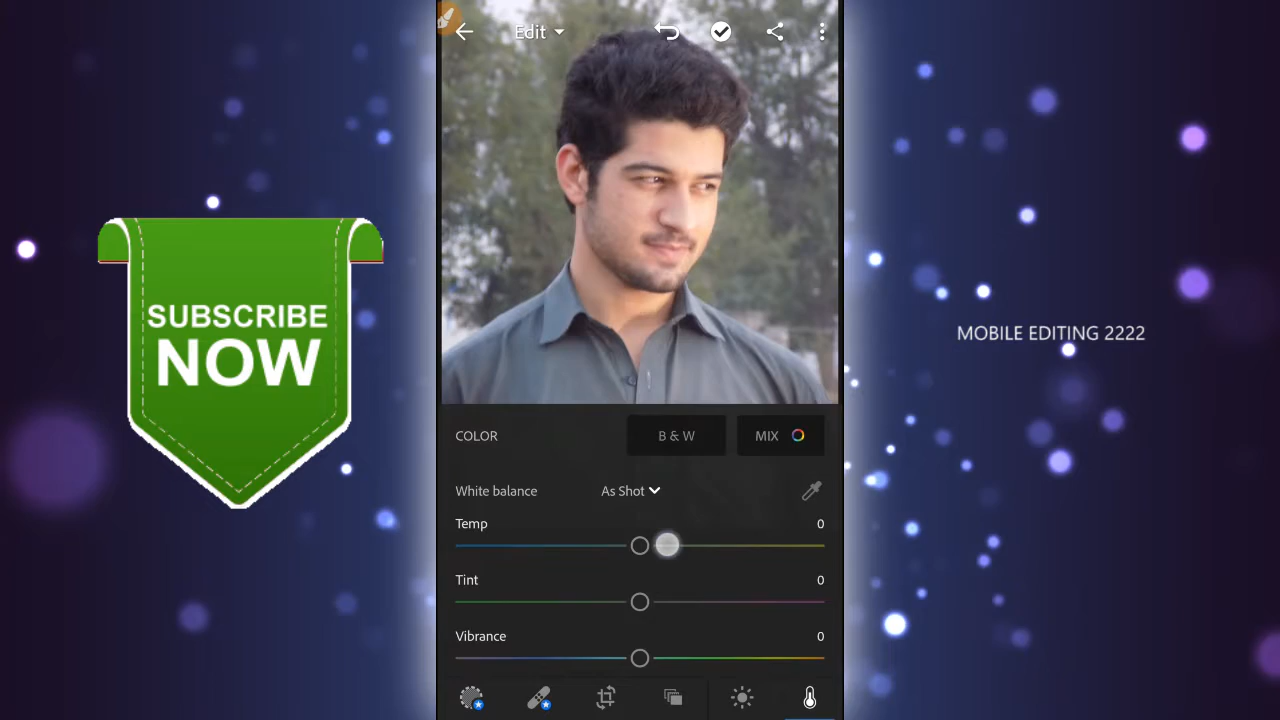 Edit
SUBSCRIBE
NOW
MOBILE EDITING 2222
COLOR
B & W
MIX
White balance
As Shot
Temp
0
Tint
0
Vibrance
0